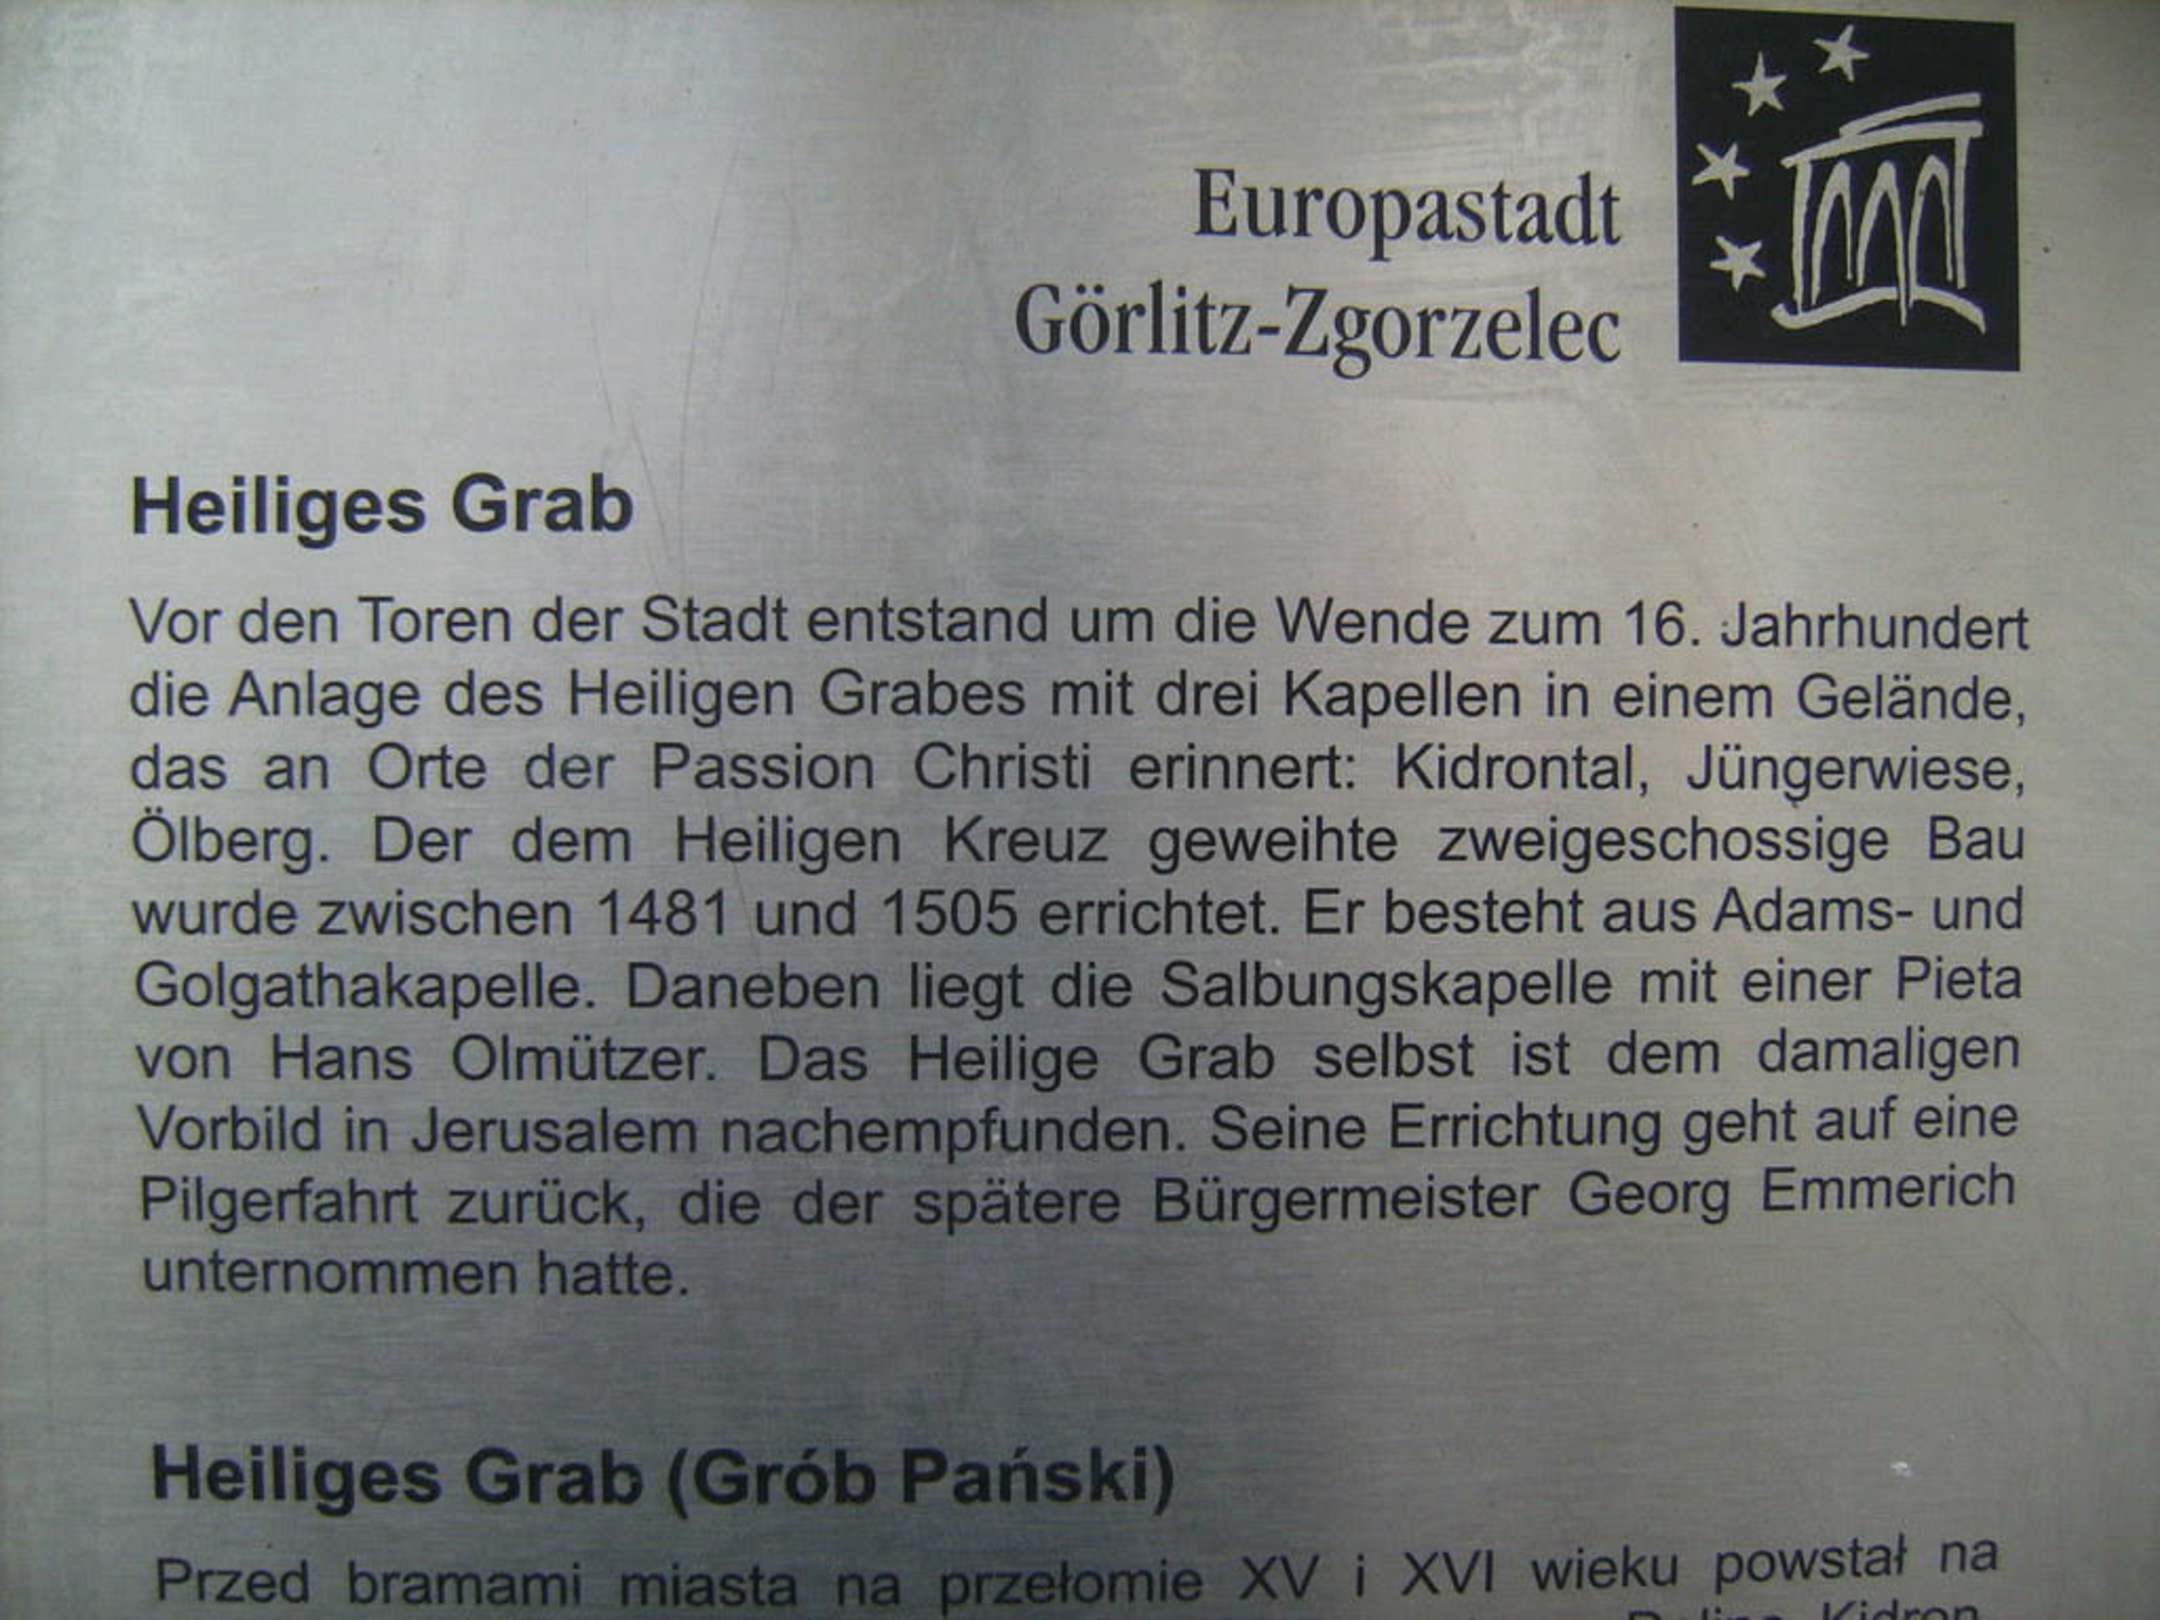 Europastadt
Görlitz-Zgorzelec
Heiliges Grab
Vor den Toren der Stadt entstand um die Wende zum 16. Jahrhundert
die Anlage des Heiligen Grabes mit drei Kapellen in einem Gelände,
das an Orte der Passion Christi erinnert: Kidrontal, Jüngerwiese,
Ölberg. Der dem Heiligen Kreuz geweihte zweigeschossige Bau
wurde zwischen 1481 und 1505 errichtet. Er besteht aus Adams- und
Golgathakapelle. Daneben liegt die Salbungskapelle mit einer Pieta
von Hans Olmützer. Das Heilige Grab selbst ist dem damaligen
Vorbild in Jerusalem nachempfunden. Seine Errichtung geht auf eine
Pilgerfahrt zurück, die der spätere Bürgermeister Georg Emmerich
unternommen hatte.
Heiliges Grab (Grób Pański)
Przed bramami miasta na przełomie XV i XVI wieku powstał na
Kidron